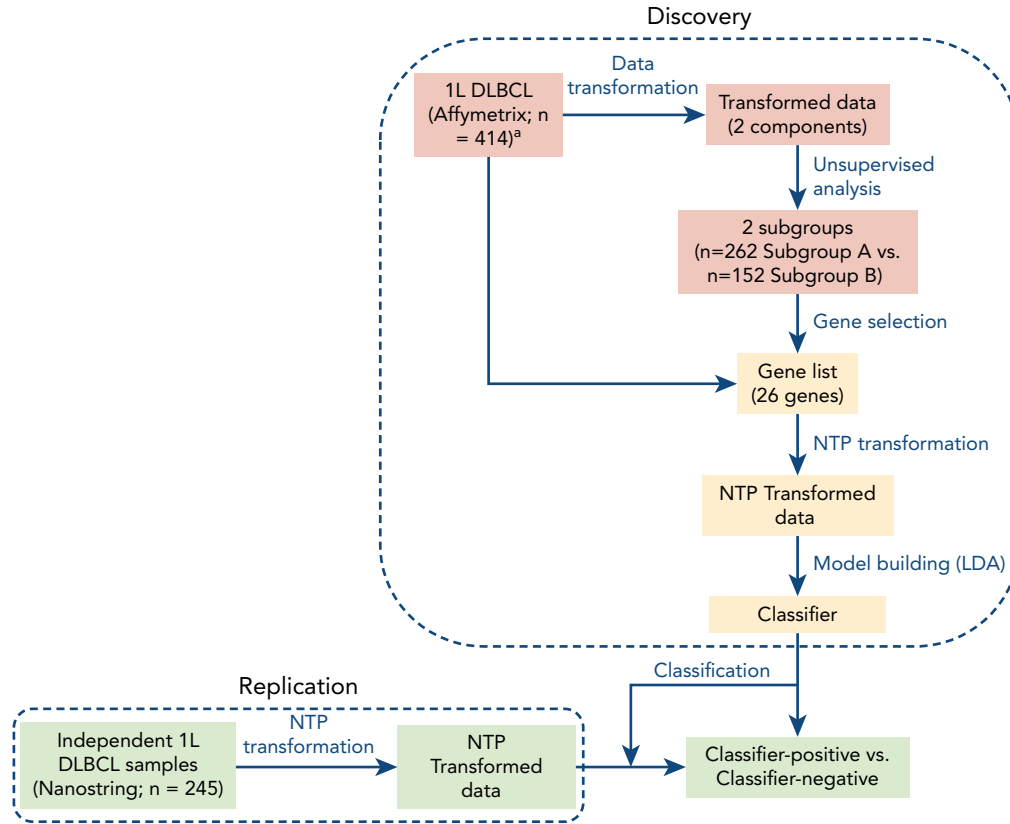 Discovery
1L DLBCL
(Affymetrix; n
= 414)a
Data
transformation
Transformed data
(2 components)
Unsupervised
analysis
2 subgroups
(n=262 Subgroup A vs.
n=152 Subgroup B)
Gene selection
Gene list
(26 genes)
NTP transformation
NTP Transformed
data
Model building (LDA)
Classifier
Classification
Replication
Independent 1L
DLBCL samples
(Nanostring; n = 245)
NTP
transformation
NTP
Transformed
data
Classifier-positive vs.
Classifier-negative